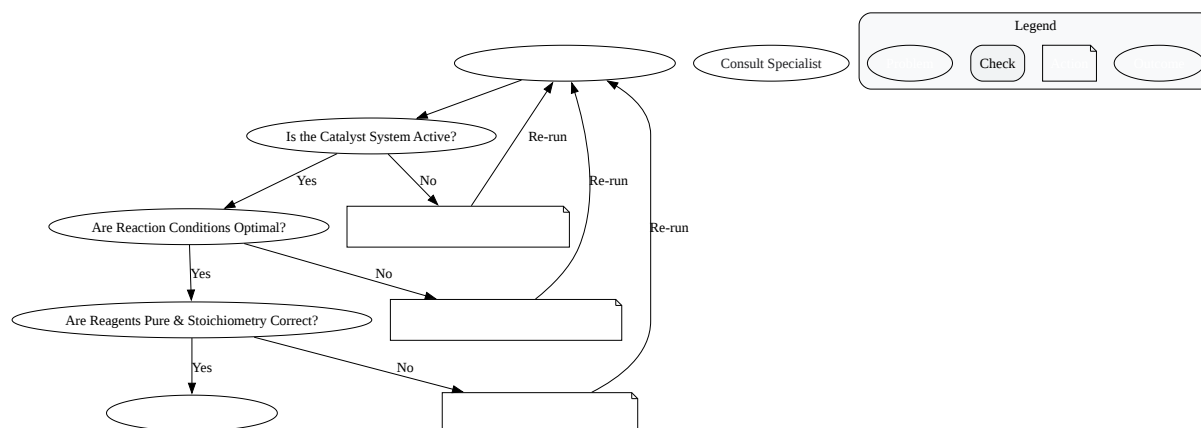 Legend
Consult Specialist
Check
Is the Catalyst System Active?
Re-run
Yes
No
Re-run
Are Reaction Conditions Optimal?
Re-run
Yes
No
Are Reagents Pure & Stoichiometry Correct?
Yes
No